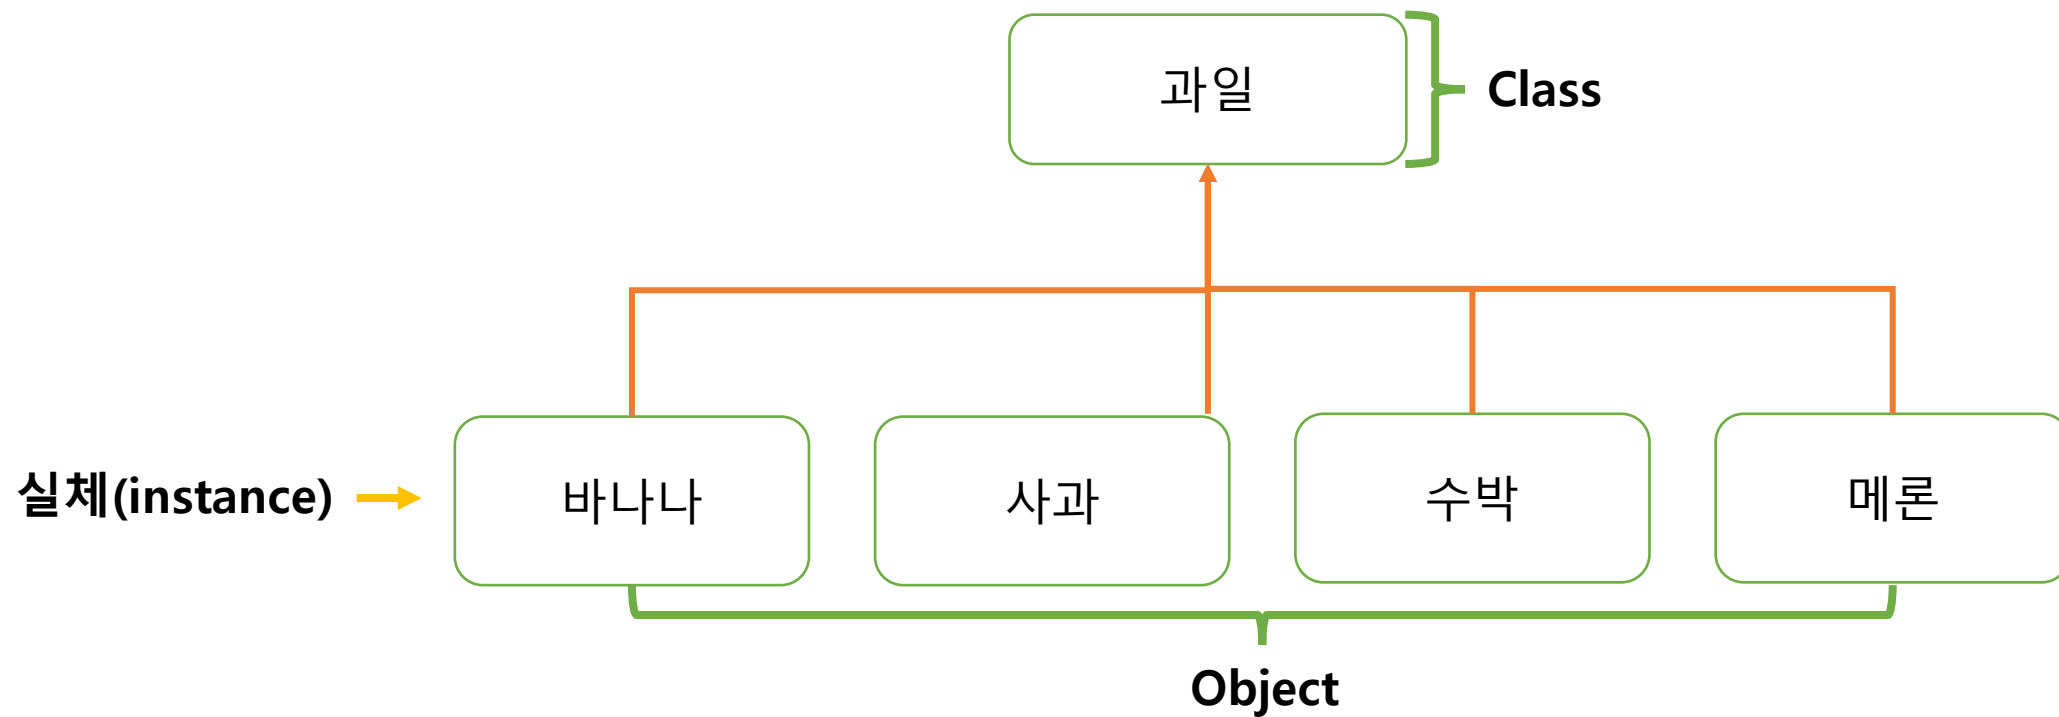 과일
Class
실체(instance)
바나나
사과
수박
메론
Object